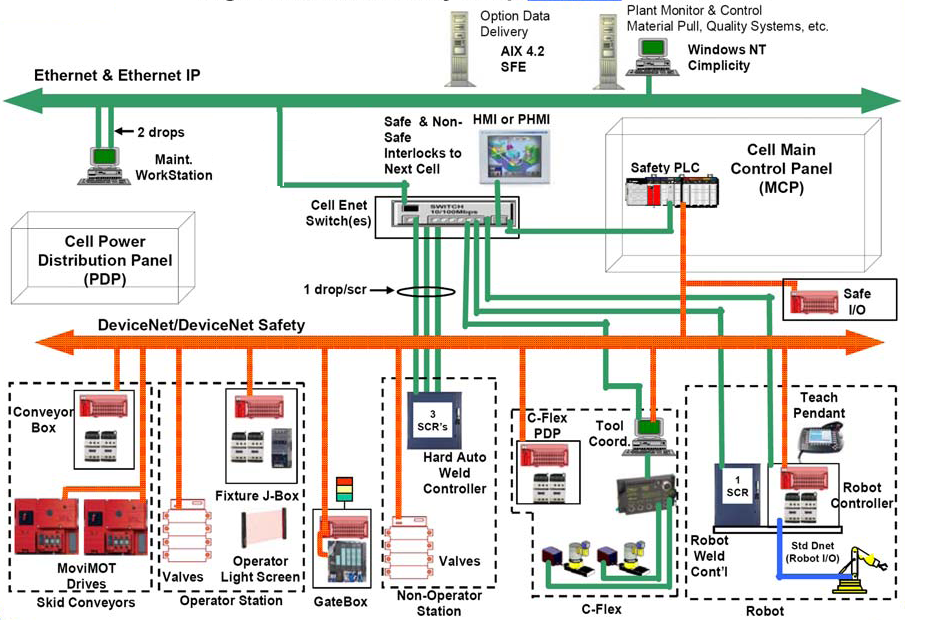 Option Data
Delivery
AIX 4.2
SFE
Plant Monitor & Control
Material Pull, Quality Systems, etc.
Windows NT
Cimplicity
Ethernet & Ethernet IP
2 drops
Maint.
WorkStation
Safe & Non-
Safe
Interlocks to
Next Cell
HMI or PHMI
Safety PLC
Cell Main
Control Panel
(MCP)
Cell Enet
Switch(es)
SWITCH
10/100Mbps
Cell Power
Distribution Panel
(PDP)
1 drop/scr
Safe
I/O
DeviceNet/DeviceNet Safety
Conveyor
Box
MoviMOT
Drives
Skid Conveyors
Fixture J-Box
Valves
Operator
Light Screen
Operator Station
GateBox
3
SCR's
Hard Auto
Weld
Controller
Valves
Non-Operator
Station
C-Flex
PDP
Tool
Coord.
C-Flex
Teach
Pendant
1
SCR
Robot
Controller
Robot
Weld
Cont'l
Std Dnet
(Robot I/O)
Robot